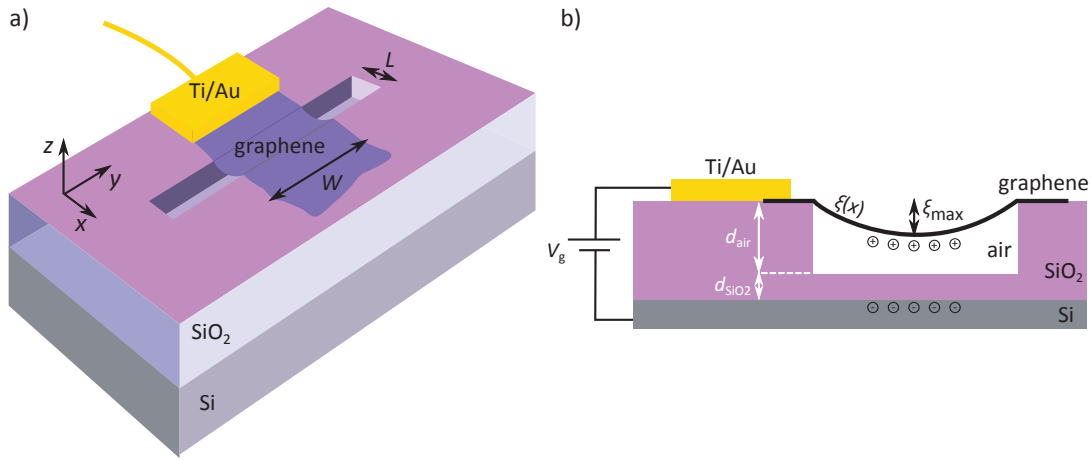 a)
Ti/Au
L
graphene
W
z
y
x
SiO₂
Si
b)
Ti/Au
graphene
ξ(x)
ξmax
Vg
dair
air
SiO₂
dSiO2
Si
+ + + + +
- - - - -